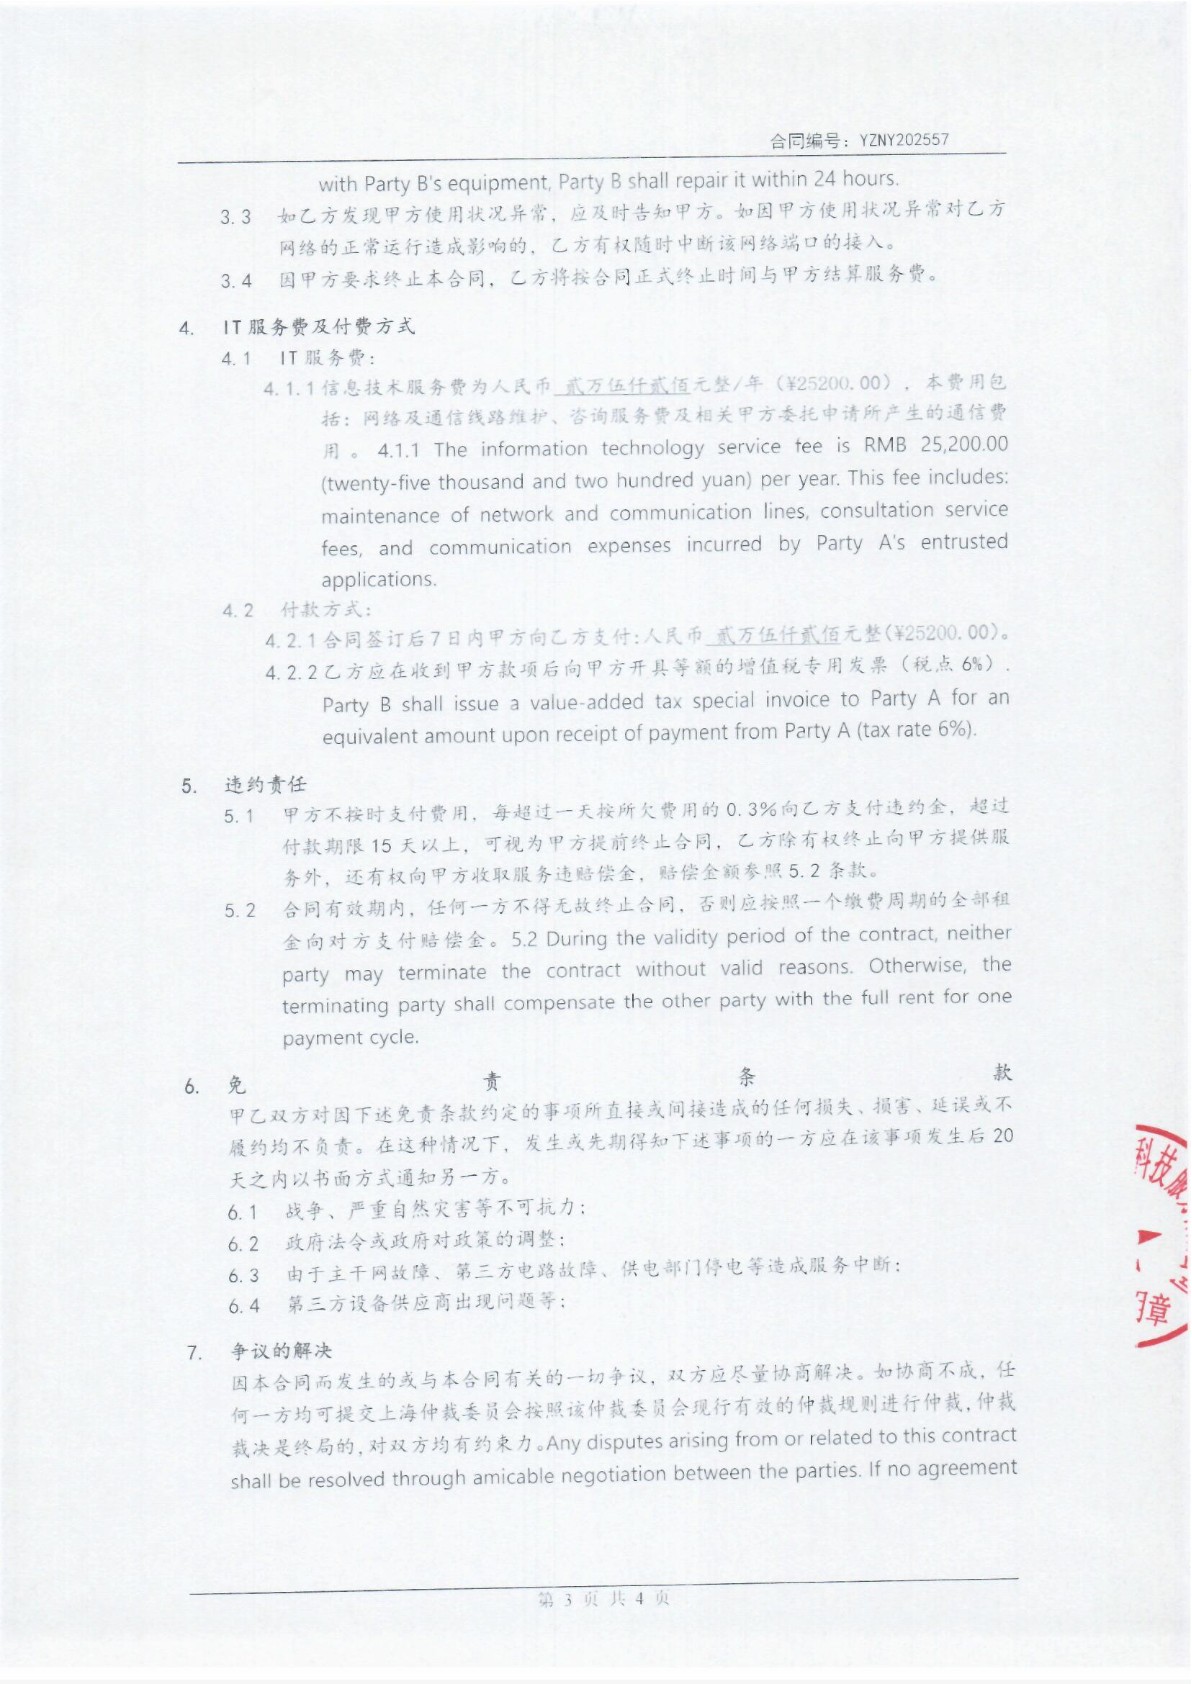 合同编号：YZNY202557
with Party B's equipment, Party B shall repair it within 24 hours.
3.3 如乙方发现甲方使用状况异常，应及时告知甲方。如因甲方使用状况异常对乙方
网络的正常运行造成影响的，乙方有权随时中断该网络端口的接入。
3.4 因甲方要求终止本合同，乙方将按合同正式终止时间与甲方结算服务费。
4. IT 服务费及付费方式
4.1 IT 服务费：
4.1.1 信息技术服务费为人民币 贰万伍仟贰佰元整/年（¥25200.00），本费用包
括：网络及通信线路维护、咨询服务费及相关甲方委托申请所产生的通信费
用。4.1.1 The information technology service fee is RMB 25,200.00
(twenty-five thousand and two hundred yuan) per year. This fee includes:
maintenance of network and communication lines, consultation service
fees, and communication expenses incurred by Party A's entrusted
applications.
4.2 付款方式：
4.2.1 合同签订后7日内甲方向乙方支付：人民币 贰万伍仟贰佰元整（¥25200.00）。
4.2.2 乙方应在收到甲方款项后向甲方开具等额的增值税专用发票（税点 6%）.
Party B shall issue a value-added tax special invoice to Party A for an
equivalent amount upon receipt of payment from Party A (tax rate 6%).
5. 违约责任
5.1 甲方不按时支付费用，每超过一天按所欠费用的 0.3%向乙方支付违约金，超过
付款期限 15 天以上，可视为甲方提前终止合同，乙方除有权终止向甲方提供服
务外，还有权向甲方收取服务违赔偿金，赔偿金额参照 5.2 条款。
5.2 合同有效期内，任何一方不得无故终止合同，否则应按照一个缴费周期的全部租
金向对方支付赔偿金。5.2 During the validity period of the contract, neither
party may terminate the contract without valid reasons. Otherwise, the
terminating party shall compensate the other party with the full rent for one
payment cycle.
6. 免责条款
甲乙双方对因下述免责条款约定的事项所直接或间接造成的任何损失、损害、延误或不
履约均不负责。在这种情况下，发生或先期得知下述事项的一方应在该事项发生后 20
天之内以书面方式通知另一方。
6.1 战争、严重自然灾害等不可抗力；
6.2 政府法令或政府对政策的调整；
6.3 由于主干网故障、第三方电路故障、供电部门停电等造成服务中断；
6.4 第三方设备供应商出现问题等；
7. 争议的解决
因本合同而发生的或与本合同有关的一切争议，双方应尽量协商解决。如协商不成，任
何一方均可提交上海仲裁委员会按照该仲裁委员会现行有效的仲裁规则进行仲裁，仲裁
裁决是终局的，对双方均有约束力。Any disputes arising from or related to this contract
shall be resolved through amicable negotiation between the parties. If no agreement
科技服
章
第 3 页 共 4 页